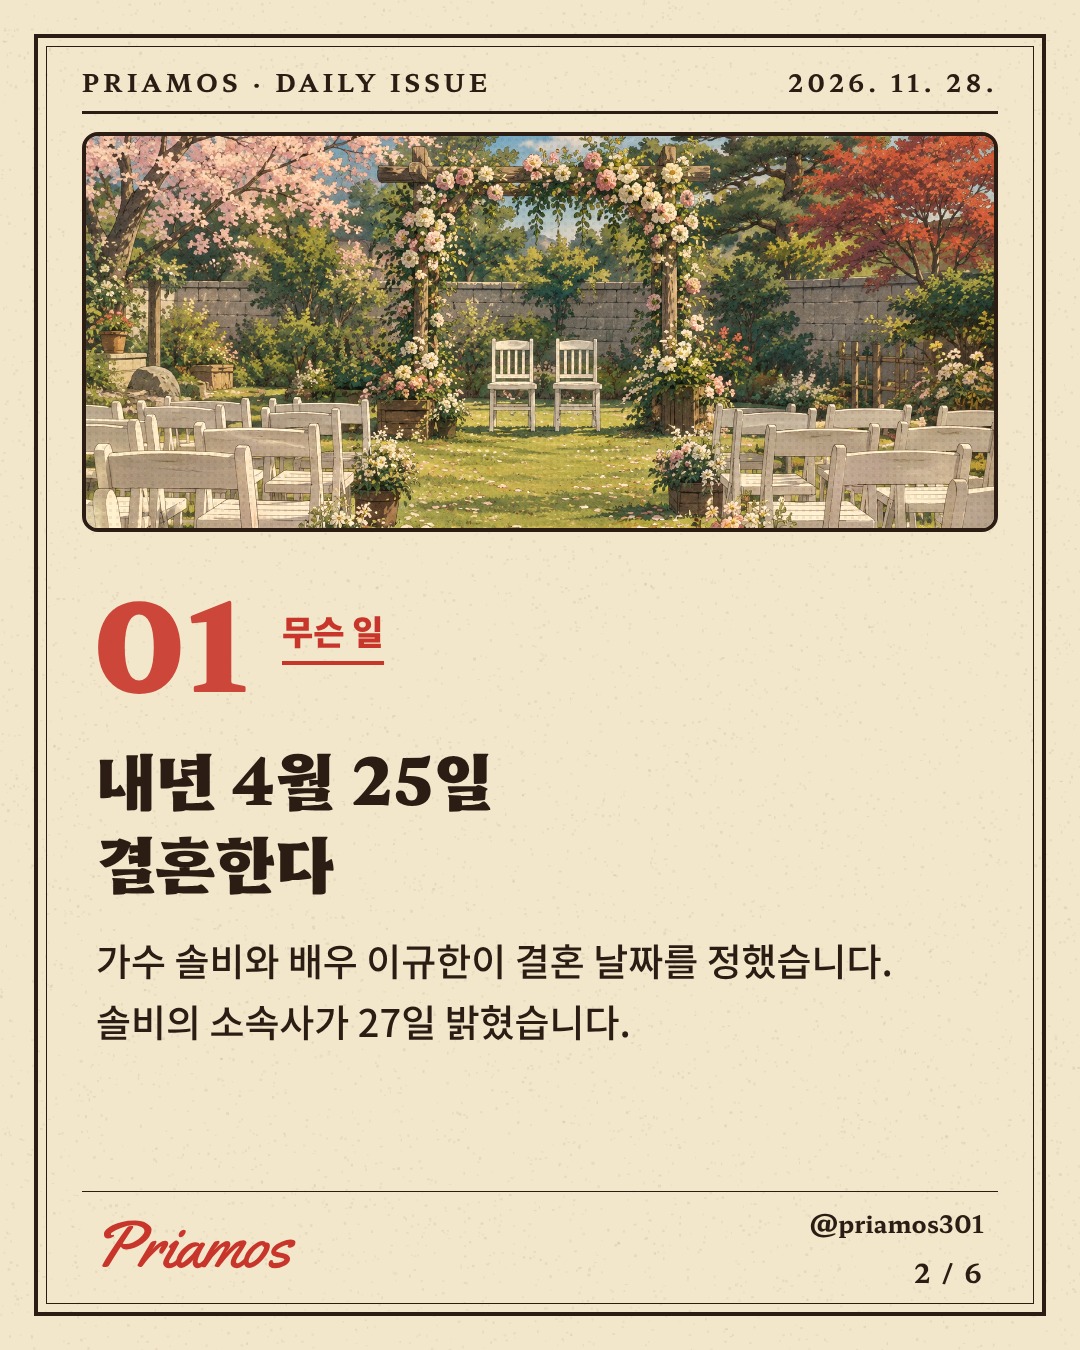 PRIAMOS · DAILY ISSUE
2026. 11. 28.
01
무슨 일
내년 4월 25일
결혼한다
가수 솔비와 배우 이규한이 결혼 날짜를 정했습니다.
솔비의 소속사가 27일 밝혔습니다.
Priamos
@priamos301
2 / 6